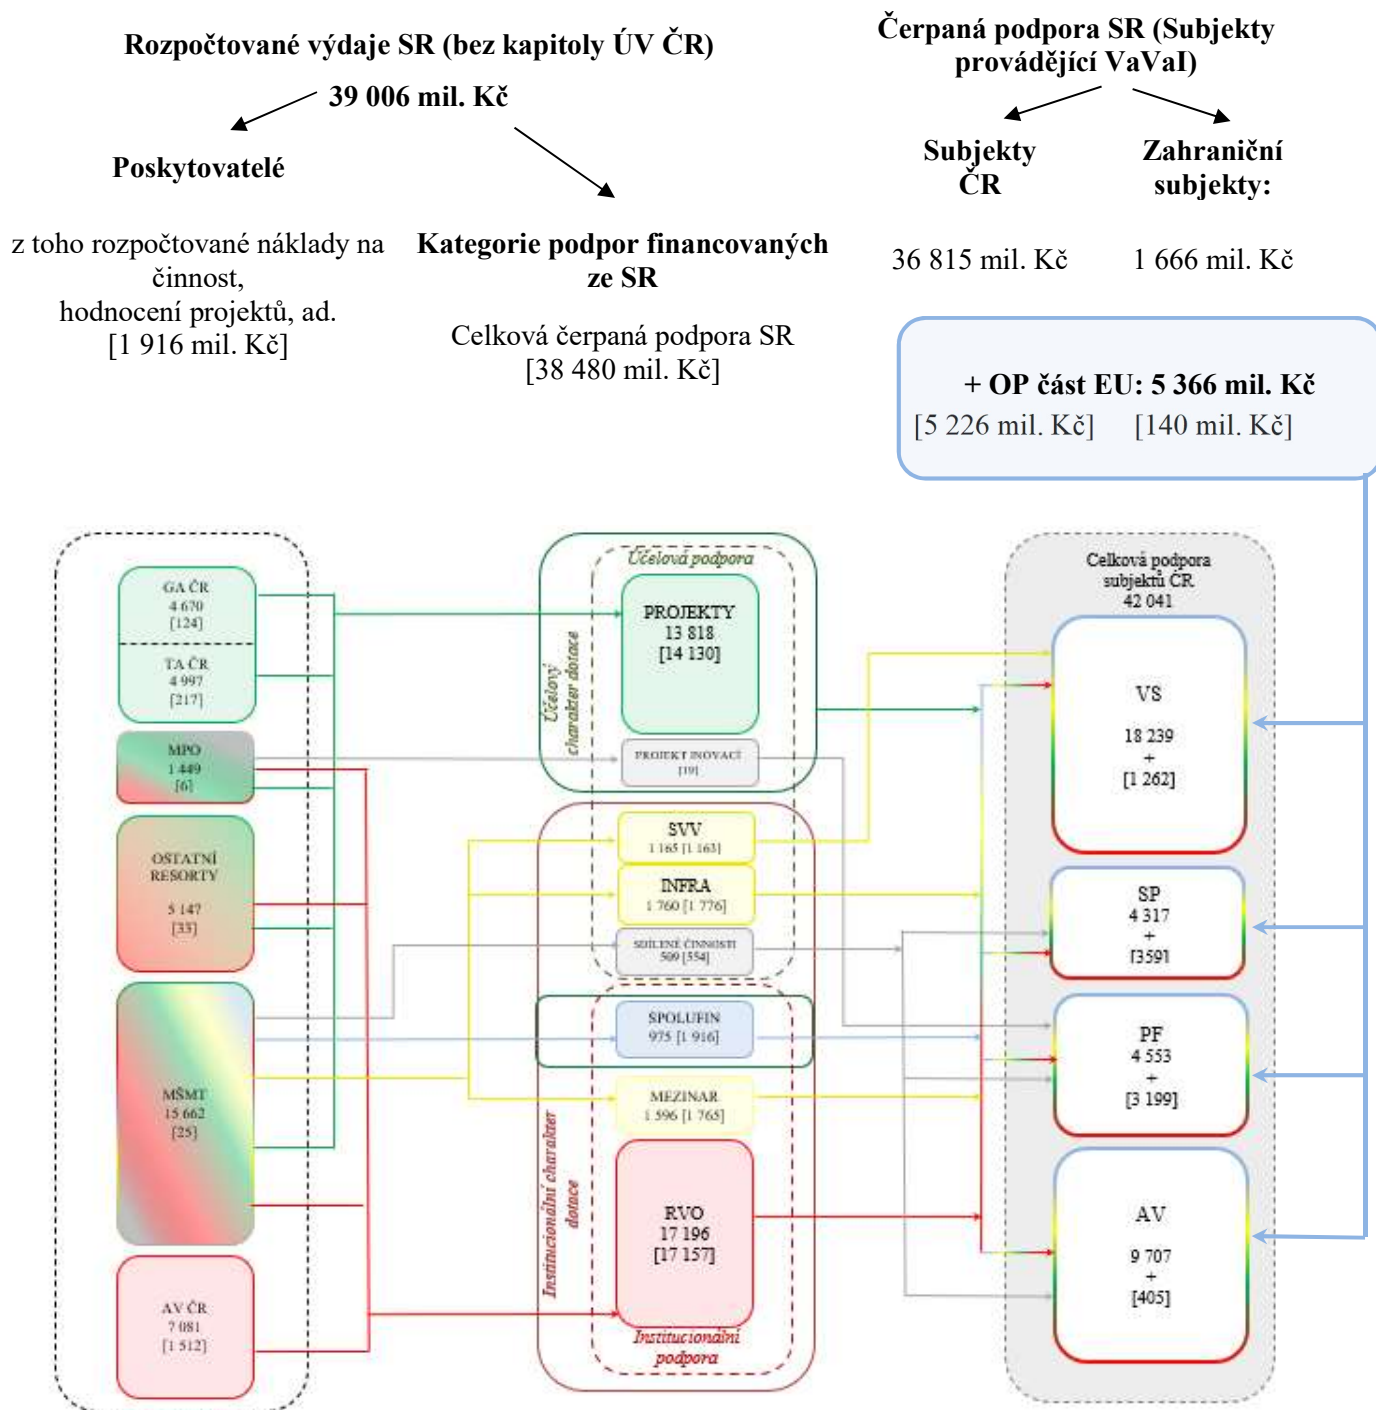 Rozpočtované výdaje SR (bez kapitoly ÚV ČR)
39 006 mil. Kč
Poskytovatelé
z toho rozpočtované náklady na
činnost,
hodnocení projektů, ad.
[1 916 mil. Kč]
Kategorie podpor financovaných
ze SR
Celková čerpaná podpora SR
[38 480 mil. Kč]
Čerpaná podpora SR (Subjekty
provádějící VaVaI)
Subjekty
ČR
36 815 mil. Kč
Zahraniční
subjekty:
1 666 mil. Kč
+ OP část EU: 5 366 mil. Kč
[5 226 mil. Kč] [140 mil. Kč]
GA ČR
4 670
[124]
TA ČR
4 997
[217]
MPO
1 449
[6]
OSTATNÍ
RESORTY
5 147
[33]
MŠMT
15 662
[25]
AV ČR
7 081
[1 512]
Účelová podpora
Účelový
charakter dotace
PROJEKTY
13 818
[14 130]
PROJEKT INOVACÍ
[19]
SVV
1 165 [1 163]
INFRA
1 760 [1 776]
SDÍLENÉ ČINNOSTI
509 [554]
SPOLUFIN
975 [1 916]
MEZINAR
1 596 [1 765]
Institucionální charakter
dotace
RVO
17 196
[17 157]
Institucionální
podpora
Celková podpora
subjektů ČR
42 041
VS
18 239
+
[1 262]
SP
4 317
+
[359]
PF
4 553
+
[3 199]
AV
9 707
+
[405]